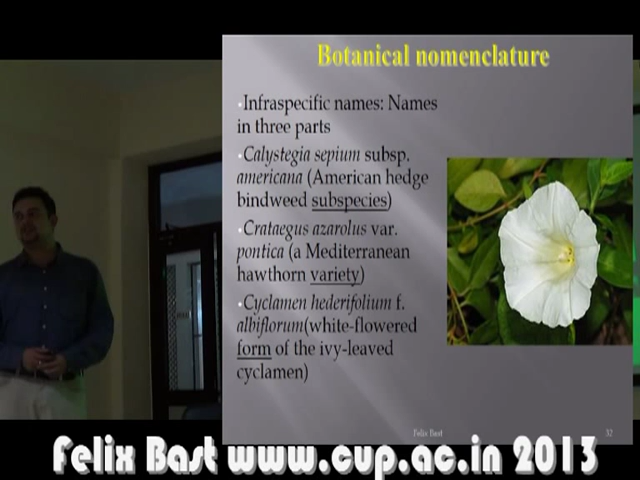 Botanical nomenclature
•Infraspecific names: Names
in three parts
•Calystegia sepium subsp.
americana (American hedge
bindweed subspecies)
•Crataegus azarolus var.
pontica (a Mediterranean
hawthorn variety)
•Cyclamen hederifolium f.
albiflorum(white-flowered
form of the ivy-leaved
cyclamen)
Felix Bast
32
Felix Bast www.cup.ac.in 2013